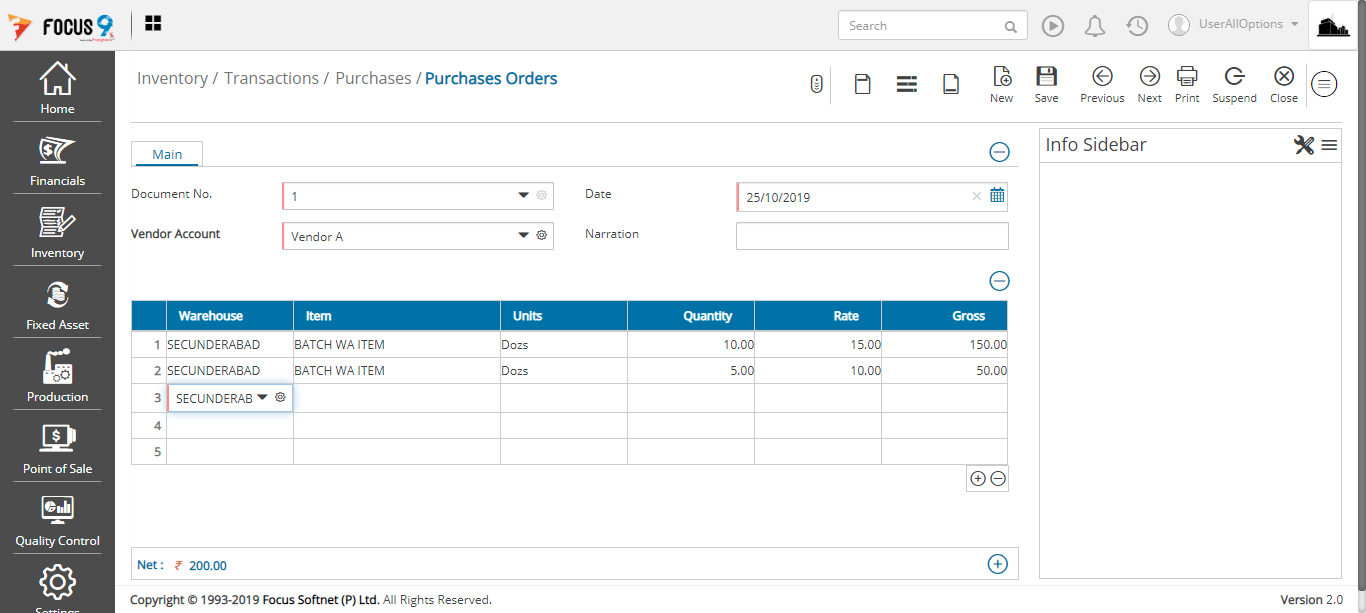 FOCUS 9
Search
UserAllOptions
Home
Financials
Inventory
Fixed Asset
Production
Point of Sale
Quality Control
Settings
Inventory / Transactions / Purchases / Purchases Orders
New Save Previous Next Print Suspend Close
Main
Document No. 1 Date 25/10/2019
Vendor Account Vendor A Narration
Warehouse Item Units Quantity Rate Gross
1 SECUNDERABAD BATCH WA ITEM Dozs 10.00 15.00 150.00
2 SECUNDERABAD BATCH WA ITEM Dozs 5.00 10.00 50.00
3 SECUNDERAB
4
5
Net : ₹ 200.00
Info Sidebar
Copyright © 1993-2019 Focus Softnet (P) Ltd. All Rights Reserved.
Version 2.0